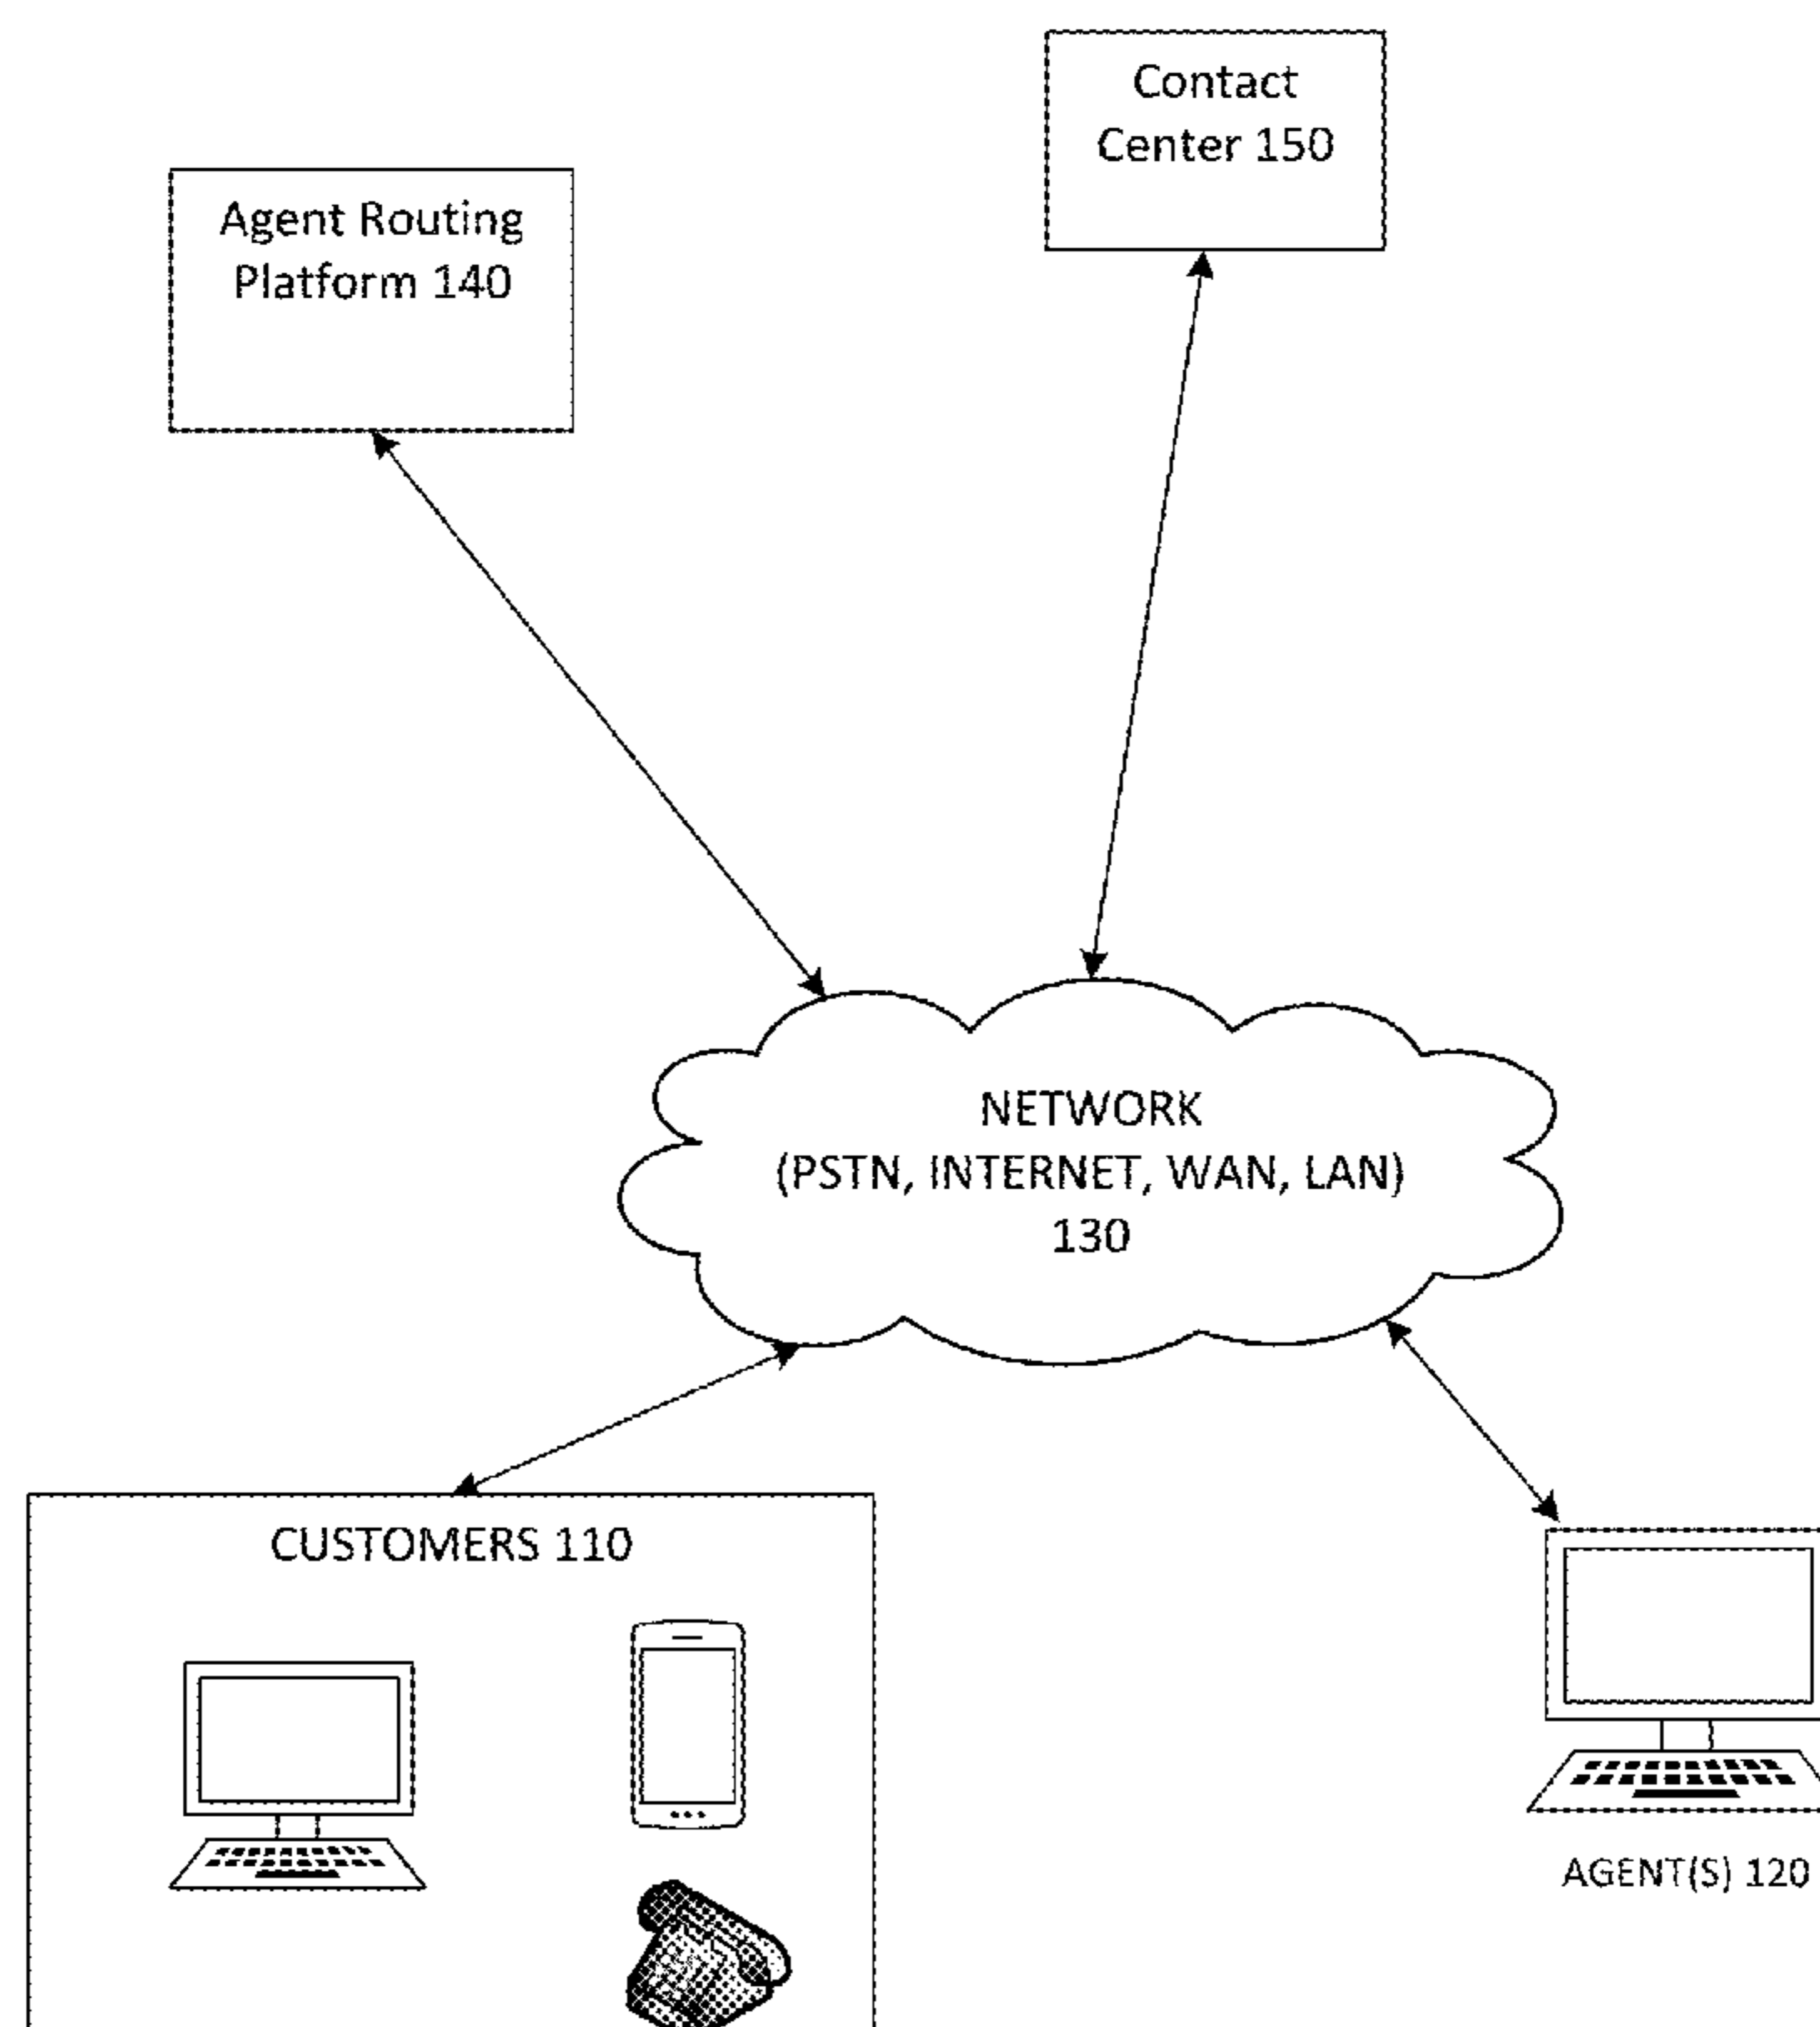 Contact
Center 150
Agent Routing
Platform 140
NETWORK
(PSTN, INTERNET, WAN, LAN)
130
CUSTOMERS 110
AGENT(S) 120